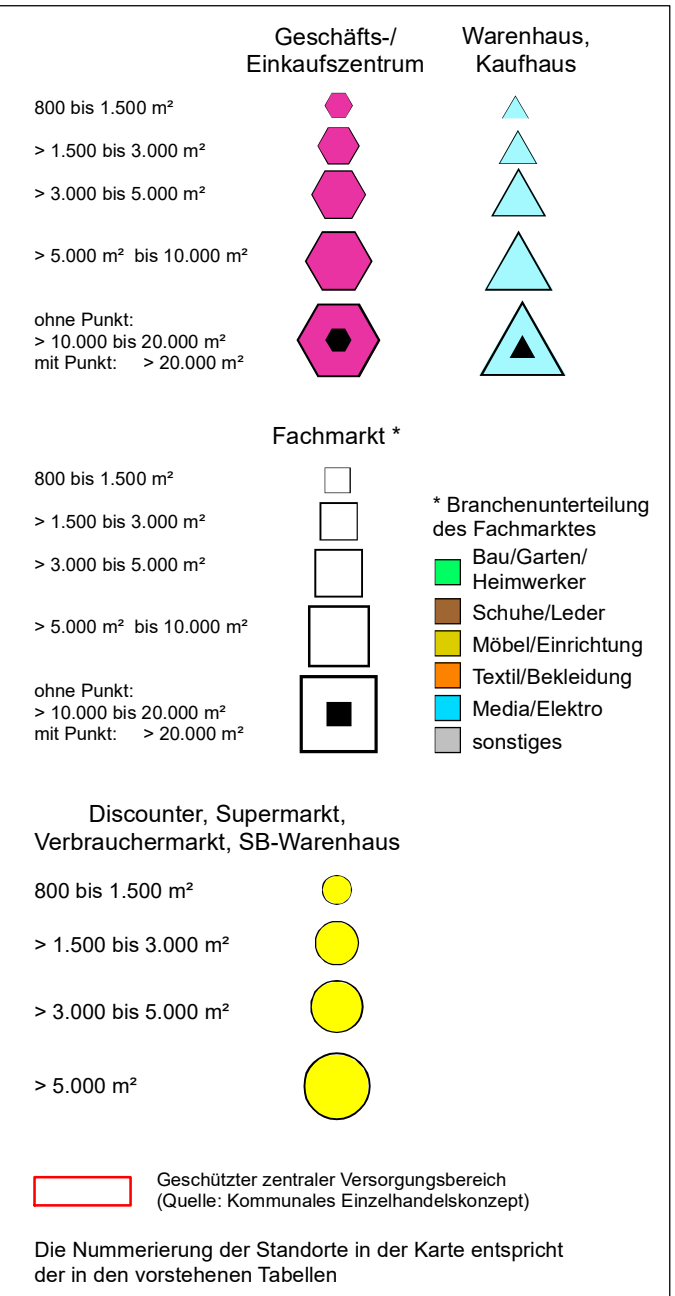 Geschäfts-/
Einkaufszentrum
Warenhaus,
Kaufhaus
800 bis 1.500 m²
> 1.500 bis 3.000 m²
> 3.000 bis 5.000 m²
> 5.000 m² bis 10.000 m²
ohne Punkt:
> 10.000 bis 20.000 m²
mit Punkt: > 20.000 m²
Fachmarkt *
800 bis 1.500 m²
> 1.500 bis 3.000 m²
> 3.000 bis 5.000 m²
> 5.000 m² bis 10.000 m²
ohne Punkt:
> 10.000 bis 20.000 m²
mit Punkt: > 20.000 m²
* Branchenunterteilung
des Fachmarktes
Bau/Garten/
Heimwerker
Schuhe/Leder
Möbel/Einrichtung
Textil/Bekleidung
Media/Elektro
sonstiges
Discounter, Supermarkt,
Verbrauchermarkt, SB-Warenhaus
800 bis 1.500 m²
> 1.500 bis 3.000 m²
> 3.000 bis 5.000 m²
> 5.000 m²
Geschützter zentraler Versorgungsbereich
(Quelle: Kommunales Einzelhandelskonzept)
Die Nummerierung der Standorte in der Karte entspricht
der in den vorstehenen Tabellen